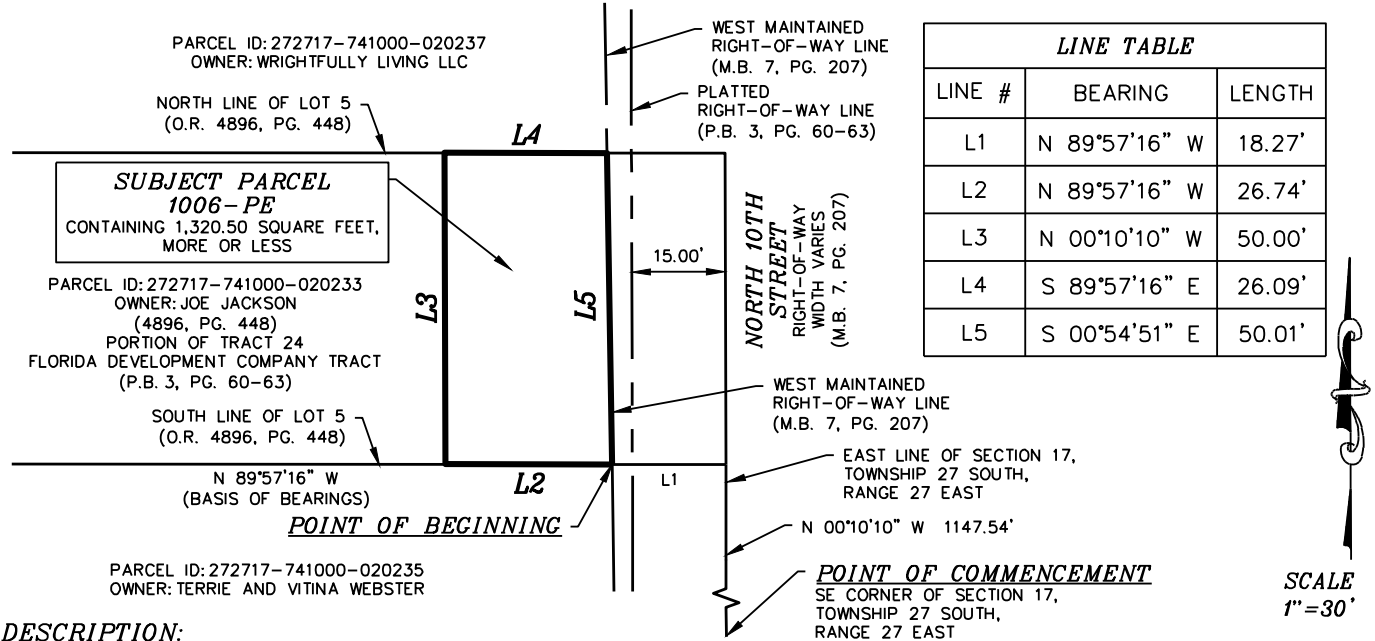 PARCEL ID: 272717-741000-020237
OWNER: WRIGHTFULLY LIVING LLC
NORTH LINE OF LOT 5
(O.R. 4896, PG. 448)
WEST MAINTAINED
RIGHT-OF-WAY LINE
(M.B. 7, PG. 207)
PLATTED
RIGHT-OF-WAY LINE
(P.B. 3, PG. 60-63)
L4
SUBJECT PARCEL
1006-PE
CONTAINING 1,320.50 SQUARE FEET,
MORE OR LESS
PARCEL ID: 272717-741000-020233
OWNER: JOE JACKSON
(4896, PG. 448)
PORTION OF TRACT 24
FLORIDA DEVELOPMENT COMPANY TRACT
(P.B. 3, PG. 60-63)
L3
L5
15.00'
NORTH 10TH
STREET
RIGHT-OF-WAY
WIDTH VARIES
(M.B. 7, PG. 207)
SOUTH LINE OF LOT 5
(O.R. 4896, PG. 448)
WEST MAINTAINED
RIGHT-OF-WAY LINE
(M.B. 7, PG. 207)
N 89°57'16" W
(BASIS OF BEARINGS)
L2
L1
POINT OF BEGINNING
EAST LINE OF SECTION 17,
TOWNSHIP 27 SOUTH,
RANGE 27 EAST
N 00°10'10" W 1147.54'
PARCEL ID: 272717-741000-020235
OWNER: TERRIE AND VITINA WEBSTER
POINT OF COMMENCEMENT
SE CORNER OF SECTION 17,
TOWNSHIP 27 SOUTH,
RANGE 27 EAST
LINE TABLE
LINE # BEARING LENGTH
L1 N 89°57'16" W 18.27'
L2 N 89°57'16" W 26.74'
L3 N 00°10'10" W 50.00'
L4 S 89°57'16" E 26.09'
L5 S 00°54'51" E 50.01'
SCALE
1"=30'
DESCRIPTION: